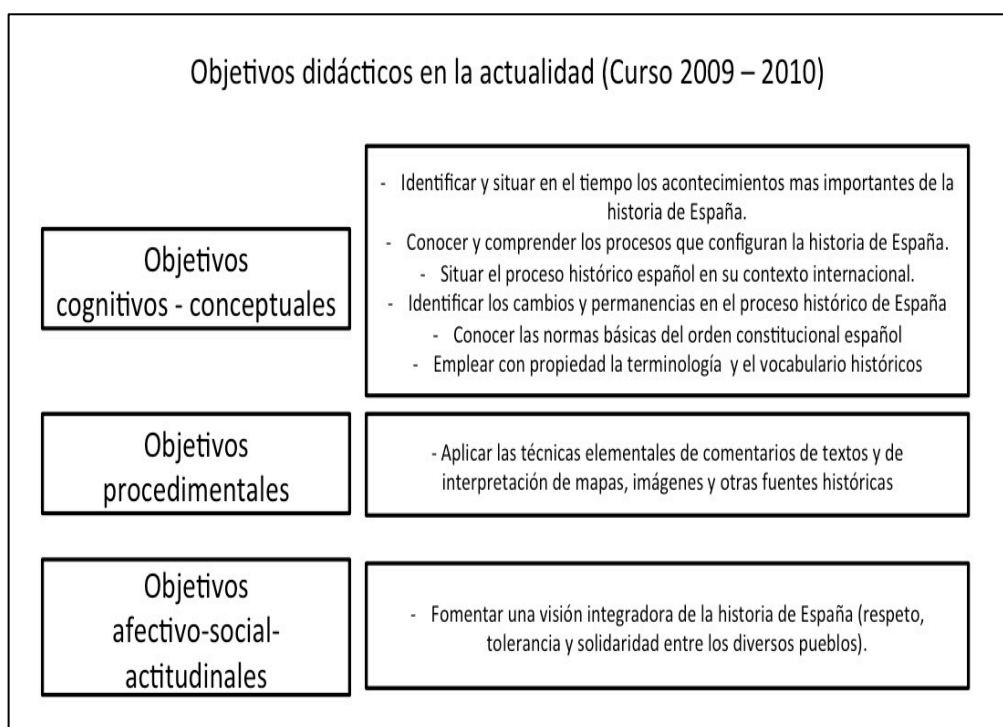 Objetivos didácticos en la actualidad (Curso 2009 – 2010)
Objetivos
cognitivos - conceptuales
- Identificar y situar en el tiempo los acontecimientos mas importantes de la
historia de España.
- Conocer y comprender los procesos que configuran la historia de España.
- Situar el proceso histórico español en su contexto internacional.
- Identificar los cambios y permanencias en el proceso histórico de España
- Conocer las normas básicas del orden constitucional español
- Emplear con propiedad la terminología y el vocabulario históricos
Objetivos
procedimentales
- Aplicar las técnicas elementales de comentarios de textos y de
interpretación de mapas, imágenes y otras fuentes históricas
Objetivos
afectivo-social-
actitudinales
- Fomentar una visión integradora de la historia de España (respeto,
tolerancia y solidaridad entre los diversos pueblos).